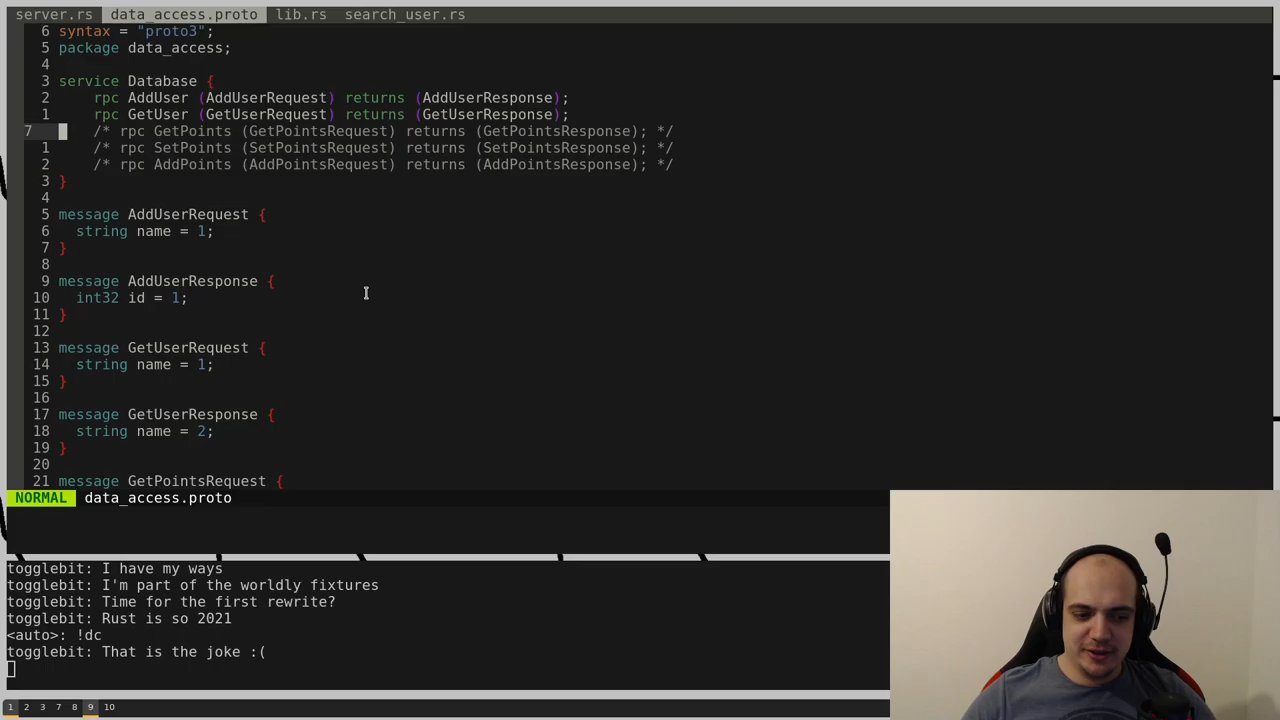 server.rs data_access.proto lib.rs search_user.rs
6 syntax = "proto3";
5 package data_access;
4
3 service Database {
2 rpc AddUser (AddUserRequest) returns (AddUserResponse);
1 rpc GetUser (GetUserRequest) returns (GetUserResponse);
7 /* rpc GetPoints (GetPointsRequest) returns (GetPointsResponse); */
1 /* rpc SetPoints (SetPointsRequest) returns (SetPointsResponse); */
2 /* rpc AddPoints (AddPointsRequest) returns (AddPointsResponse); */
3 }
4
5 message AddUserRequest {
6 string name = 1;
7 }
8
9 message AddUserResponse {
10 int32 id = 1;
11 }
12
13 message GetUserRequest {
14 string name = 1;
15 }
16
17 message GetUserResponse {
18 string name = 2;
19 }
20
21 message GetPointsRequest {
NORMAL data_access.proto
togglebit: I have my ways
togglebit: I'm part of the worldly fixtures
togglebit: Time for the first rewrite?
togglebit: Rust is so 2021
<auto>: !dc
togglebit: That is the joke :(
1 2 3 7 8 9 10